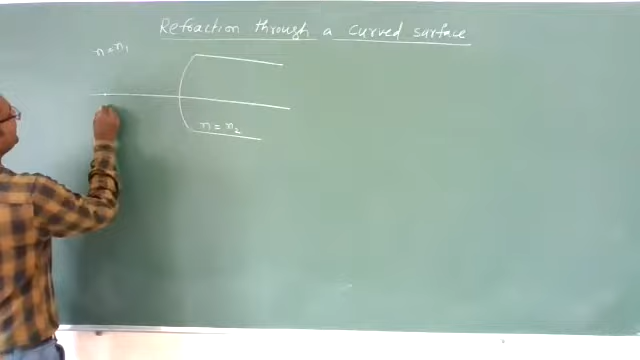 Refraction through a curved surface
n = n₁
n = n₂